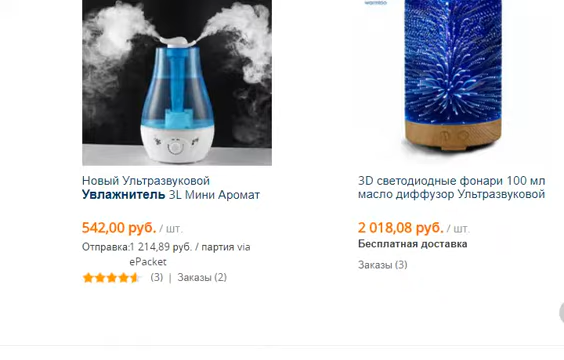 Новый Ультразвуковой
Увлажнитель 3L Мини Аромат
542,00 руб. / шт.
Отправка:1 214,89 руб. / партия via
ePacket
(3) | Заказы (2)
3D светодиодные фонари 100 мл
масло диффузор Ультразвуковой
2 018,08 руб. / шт.
Бесплатная доставка
Заказы (3)